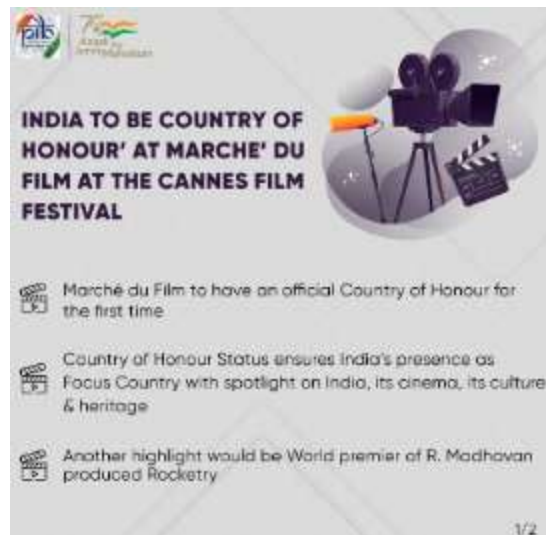 INDIA TO BE COUNTRY OF
HONOUR' AT MARCHE' DU
FILM AT THE CANNES FILM
FESTIVAL
Marché du Film to have an official Country of Honour for
the first time
Country of Honour Status ensures India's presence as
Focus Country with spotlight on India, its cinema, its culture
& heritage
Another highlight would be World premier of R. Madhavan
produced Rocketry
1/2